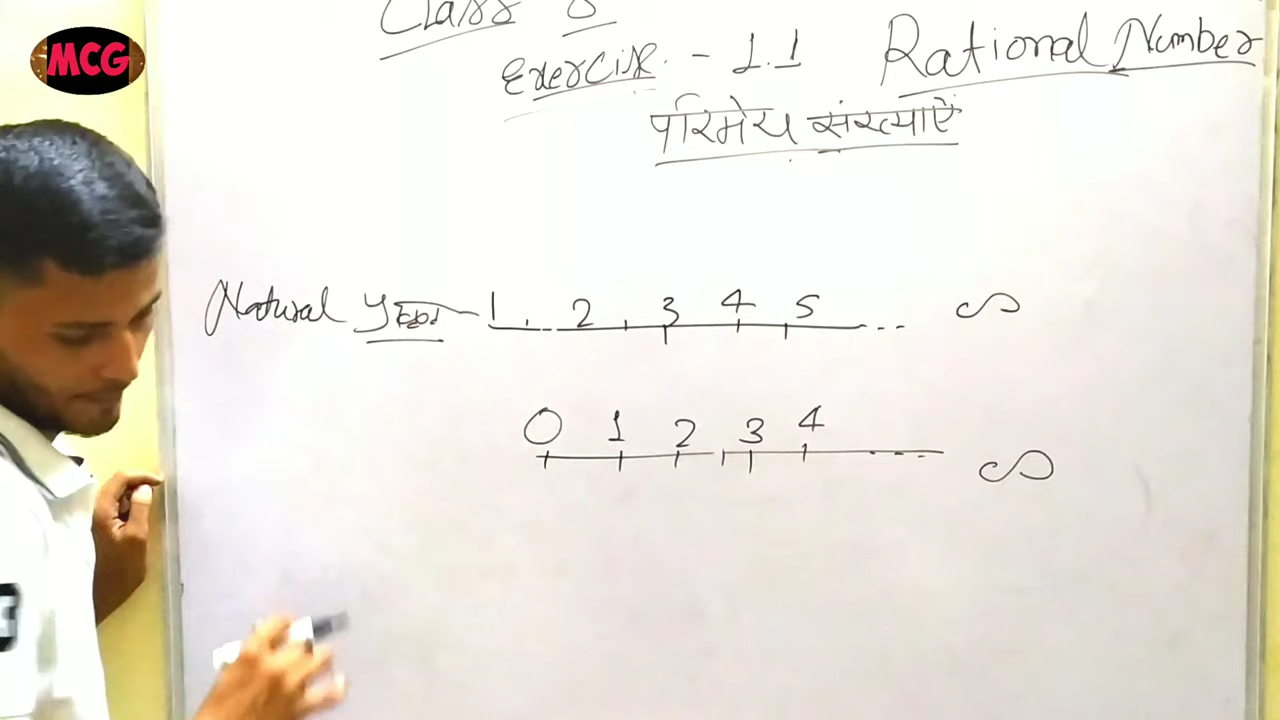 MCG
Class 8
Exercise - 1.1 Rational Number
परिमेय संख्याऐं
Natural 1 2 3 4 5 --- ∞
0 1 2 3 4 ---- ∞